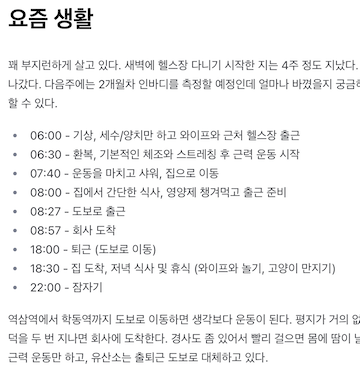 요즘 생활
꽤 부지런하게 살고 있다. 새벽에 헬스장 다니기 시작한 지는 4주 정도 지났다.
나갔다. 다음주에는 2개월차 인바디를 측정할 예정인데 얼마나 바꼈을지 궁금하
할 수 있다.
• 06:00 - 기상, 세수/양치만 하고 와이프와 근처 헬스장 출근
• 06:30 - 환복, 기본적인 체조와 스트레칭 후 근력 운동 시작
• 07:40 - 운동을 마치고 샤워, 집으로 이동
• 08:00 - 집에서 간단한 식사, 영양제 챙겨먹고 출근 준비
• 08:27 - 도보로 출근
• 08:57 - 회사 도착
• 18:00 - 퇴근 (도보로 이동)
• 18:30 - 집 도착, 저녁 식사 및 휴식 (와이프와 놀기, 고양이 만지기)
• 22:00 - 잠자기
역삼역에서 학동역까지 도보로 이동하면 생각보다 운동이 된다. 평지가 거의 없
덕을 두 번 지나면 회사에 도착한다. 경사도 좀 있어서 빨리 걸으면 몸에 땀이 날
근력 운동만 하고, 유산소는 출퇴근 도보로 대체하고 있다.